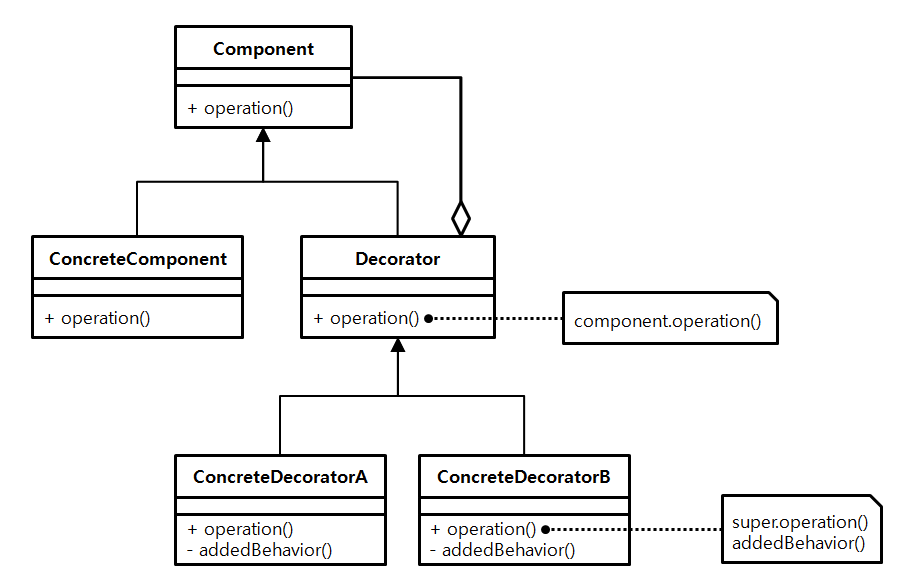 Component
+ operation()
ConcreteComponent
+ operation()
Decorator
+ operation()
component.operation()
ConcreteDecoratorA
+ operation()
- addedBehavior()
ConcreteDecoratorB
+ operation()
- addedBehavior()
super.operation()
addedBehavior()